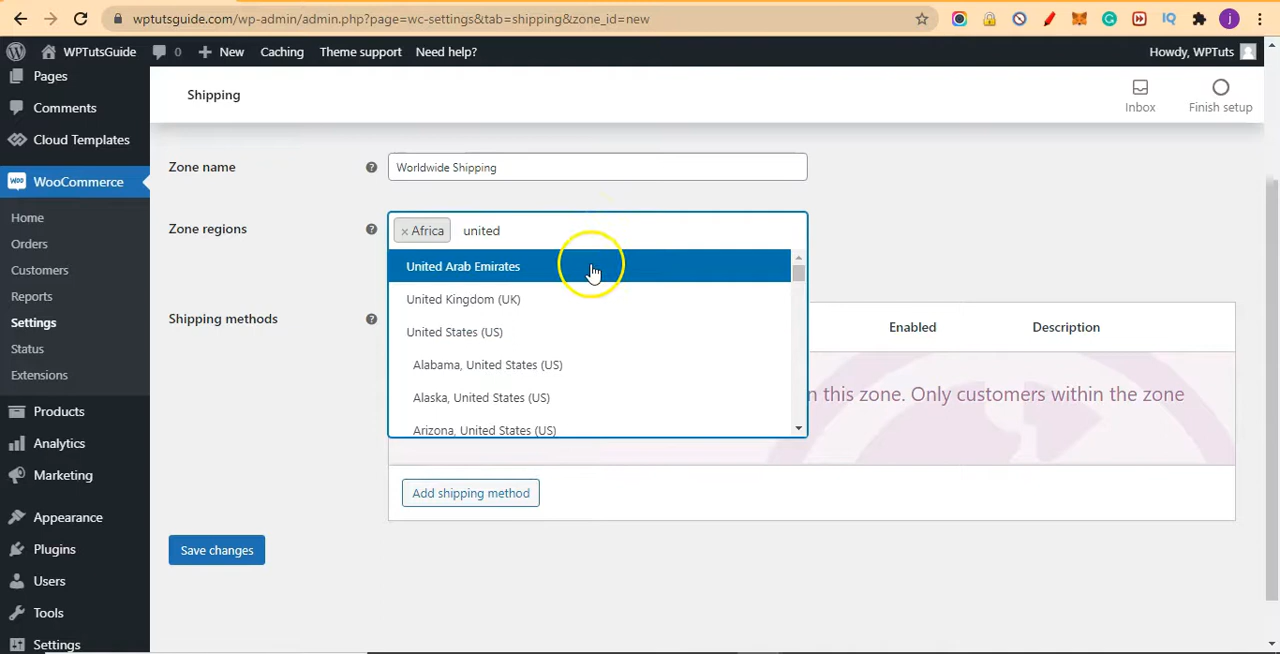 wptutsguide.com/wp-admin/admin.php?page=wc-settings&tab=shipping&zone_id=new
IQ
j
WPTutsGuide 0 New Caching Theme support Need help? Howdy, WPTuts
Pages
Comments
Cloud Templates
Woo WooCommerce
Home
Orders
Customers
Reports
Settings
Status
Extensions
Products
Analytics
Marketing
Appearance
Plugins
Users
Tools
Settings
Shipping
Inbox
Finish setup
Zone name ? Worldwide Shipping
Zone regions ? × Africa united
United Arab Emirates
United Kingdom (UK)
United States (US)
Alabama, United States (US)
Alaska, United States (US)
Arizona, United States (US)
Shipping methods ? Enabled Description
this zone. Only customers within the zone
Add shipping method
Save changes